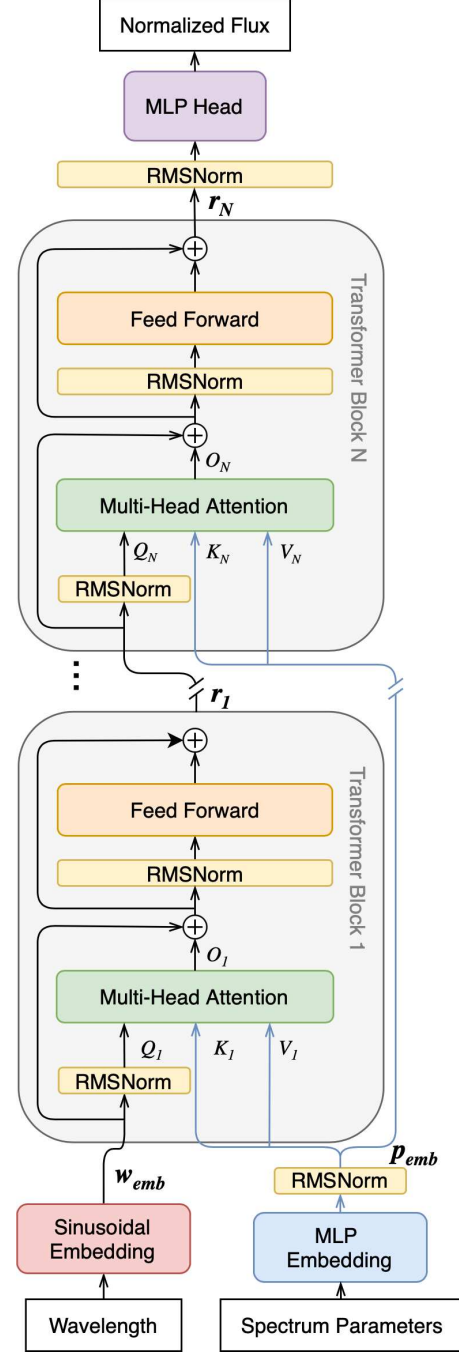 Normalized Flux
MLP Head
RMSNorm
r_N
Transformer Block N
Feed Forward
RMSNorm
O_N
Multi-Head Attention
Q_N
K_N
V_N
RMSNorm
r_1
Transformer Block 1
Feed Forward
RMSNorm
O_1
Multi-Head Attention
Q_1
K_1
V_1
RMSNorm
w_emb
p_emb
RMSNorm
Sinusoidal
Embedding
MLP
Embedding
Wavelength
Spectrum Parameters